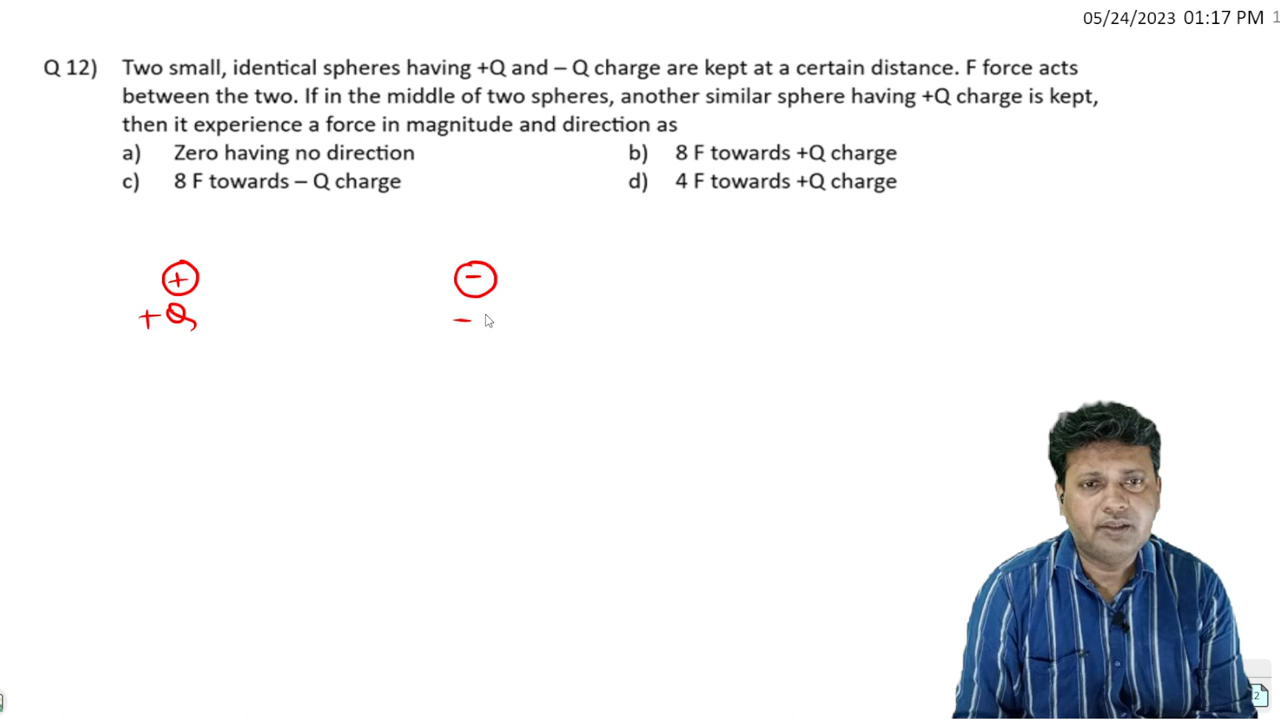 05/24/2023 01:17 PM 1
Q 12) Two small, identical spheres having +Q and – Q charge are kept at a certain distance. F force acts
between the two. If in the middle of two spheres, another similar sphere having +Q charge is kept,
then it experience a force in magnitude and direction as
a) Zero having no direction b) 8 F towards +Q charge
c) 8 F towards – Q charge d) 4 F towards +Q charge
+ -
+Q -
2